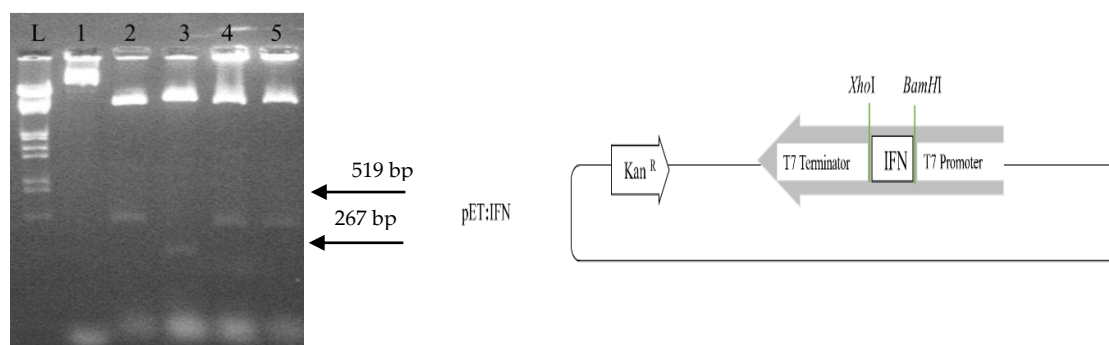 L 1 2 3 4 5
519 bp
267 bp
pET:IFN
XhoI BamHI
Kan R
T7 Terminator IFN T7 Promoter